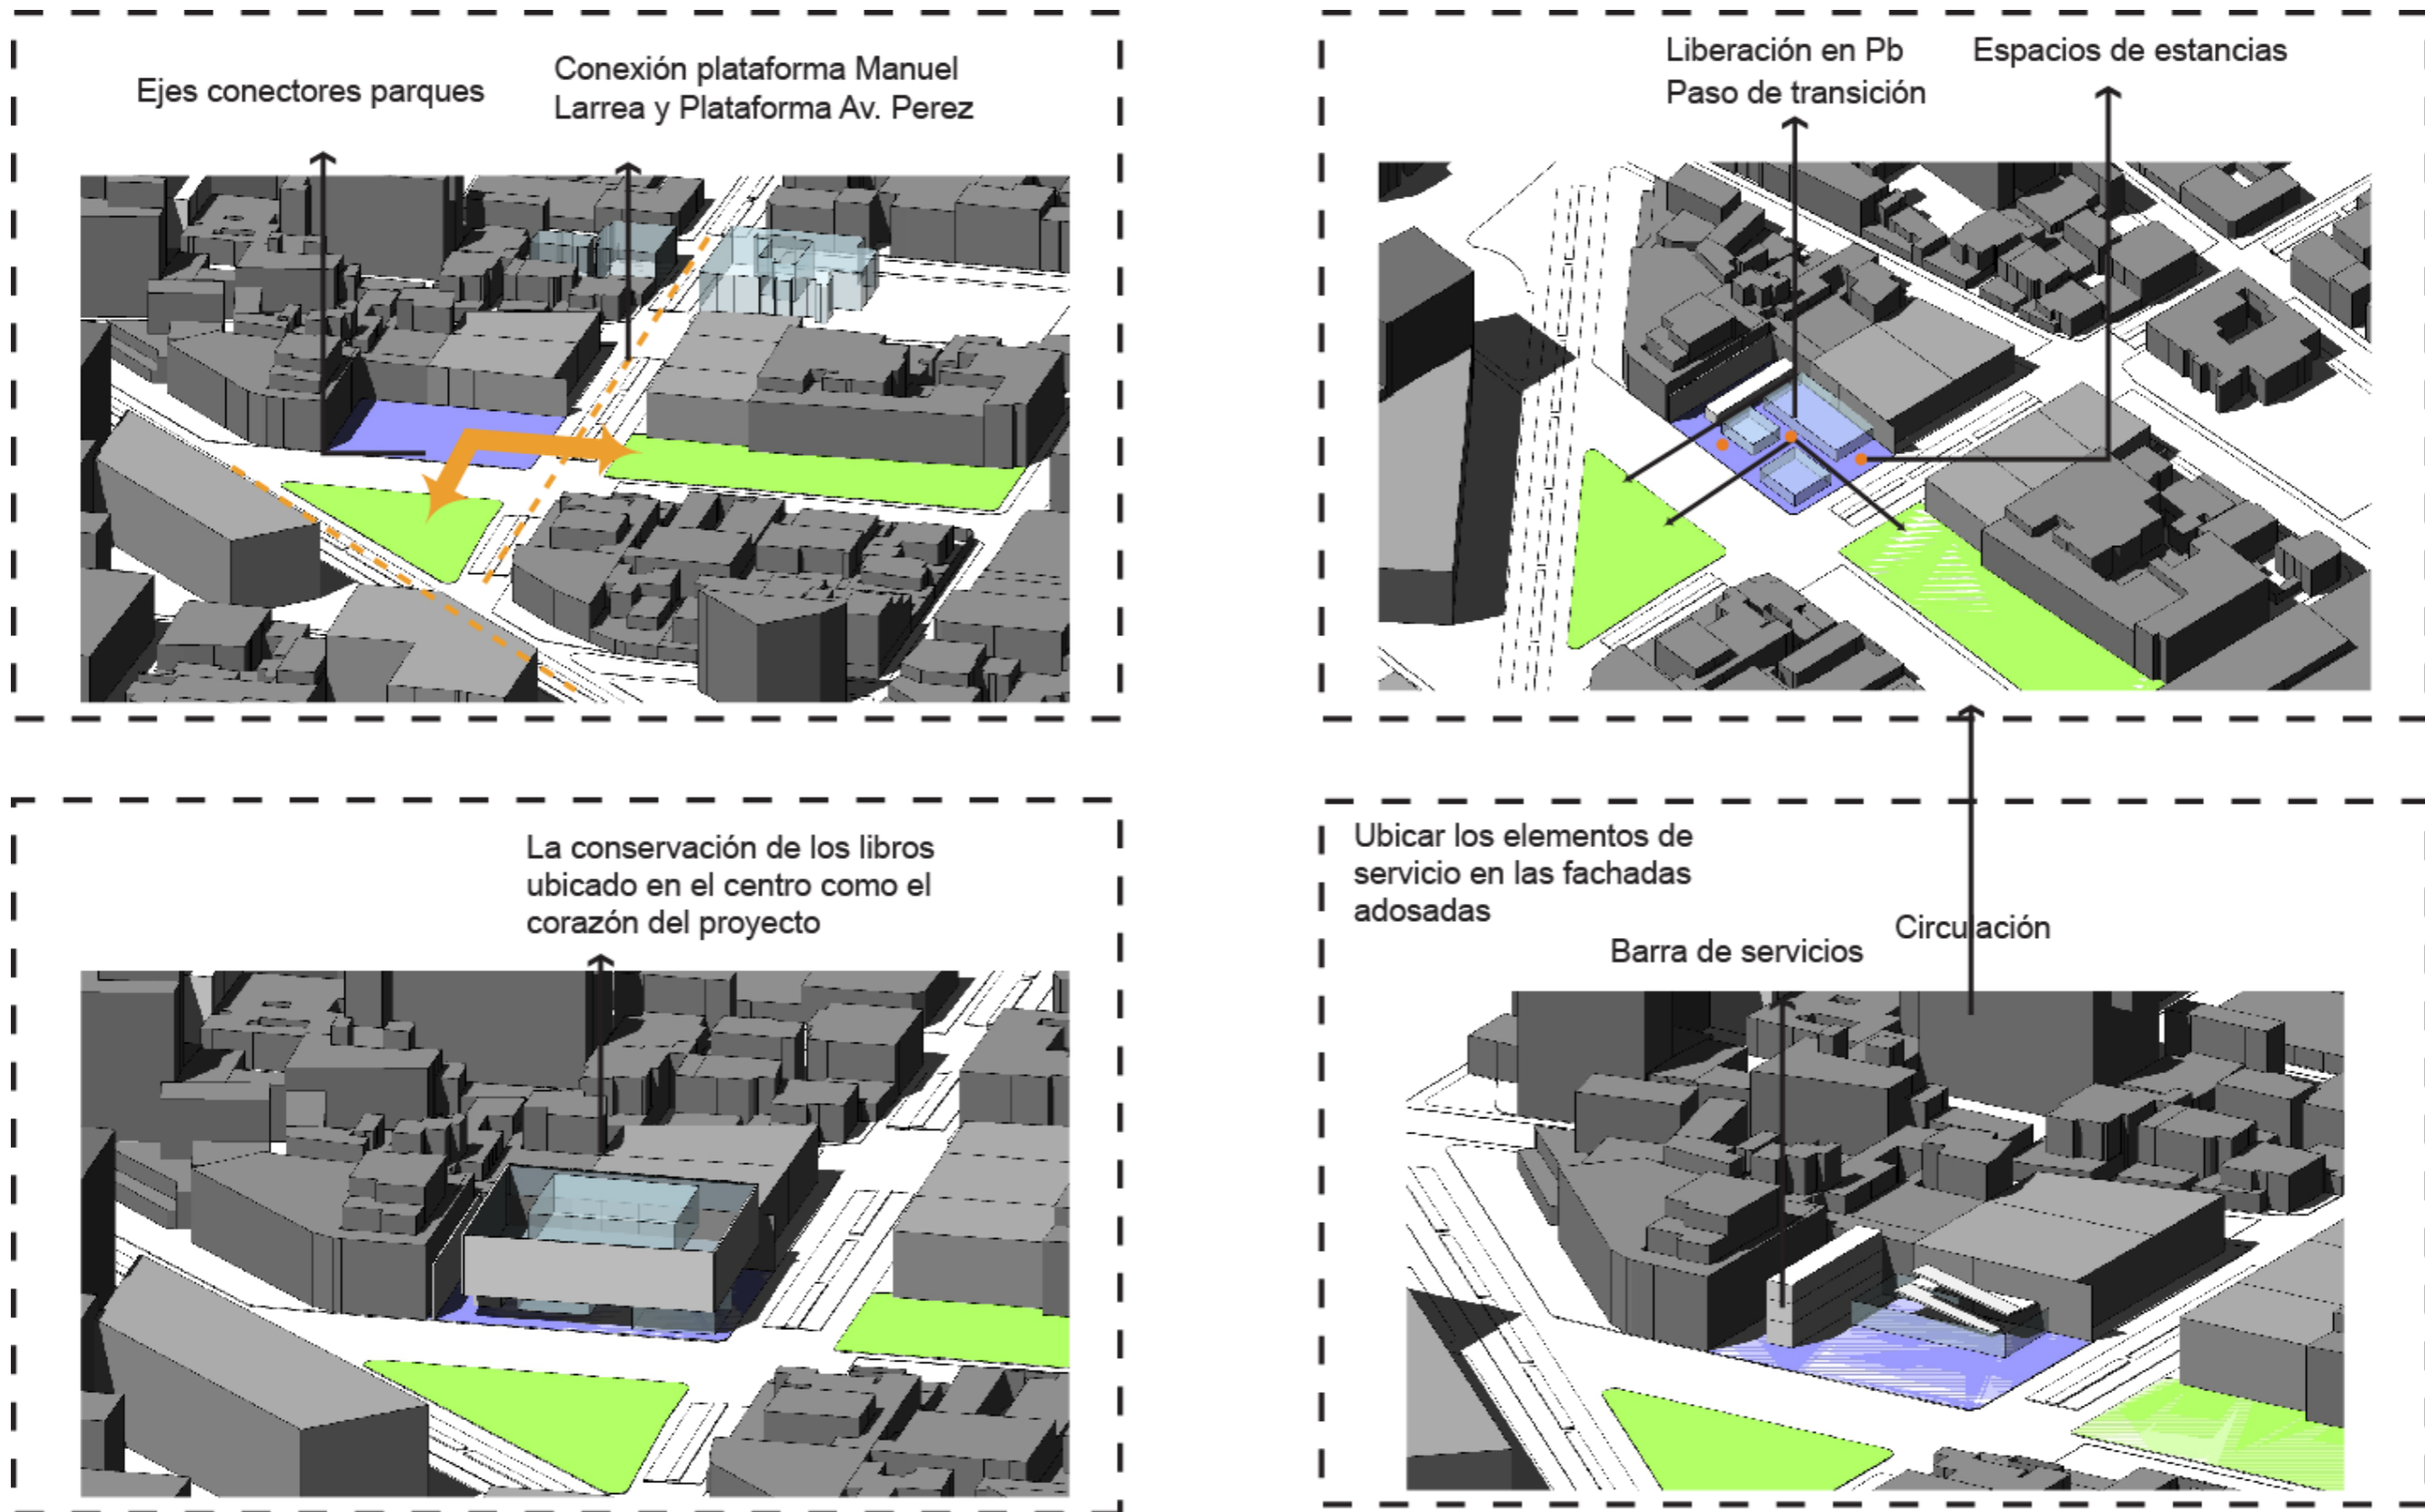 Ejes conectores parques
Conexión plataforma Manuel
Larrea y Plataforma Av. Perez
Liberación en Pb
Paso de transición
Espacios de estancias
La conservación de los libros
ubicado en el centro como el
corazón del proyecto
Ubicar los elementos de
servicio en las fachadas
adosadas
Barra de servicios
Circulación